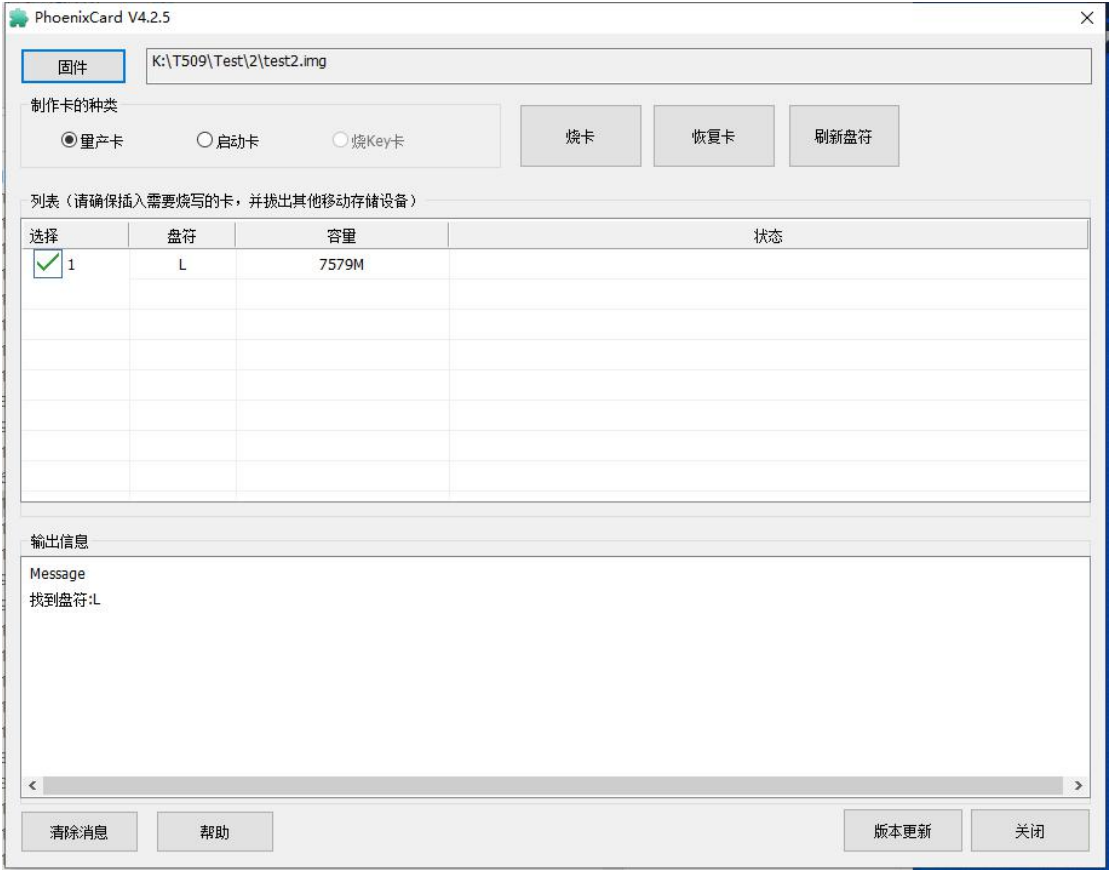 PhoenixCard V4.2.5
固件 K:\T509\Test\2\test2.img
制作卡的种类
量产卡 启动卡 烧Key卡 烧卡 恢复卡 刷新盘符
列表（请确保插入需要烧写的卡，并拔出其他移动存储设备）
选择 盘符 容量 状态
1 L 7579M
输出信息
Message
找到盘符:L
清除消息 帮助 版本更新 关闭